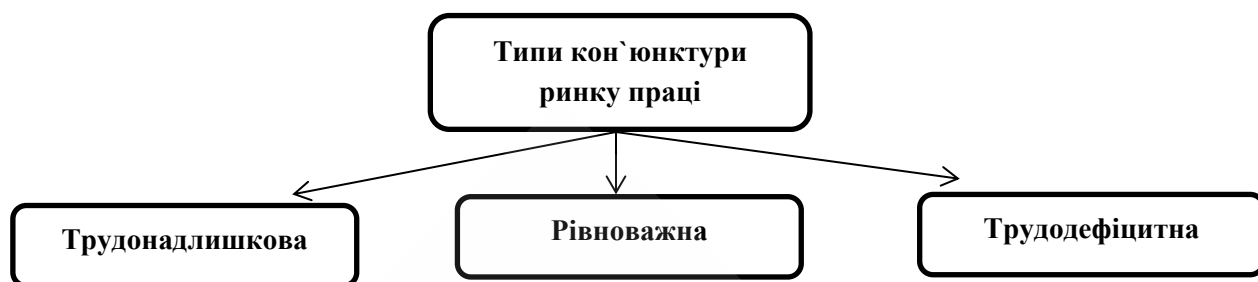 Типи кон`юнктури
ринку праці
Трудонадлишкова
Рівноважна
Трудодефіцитна